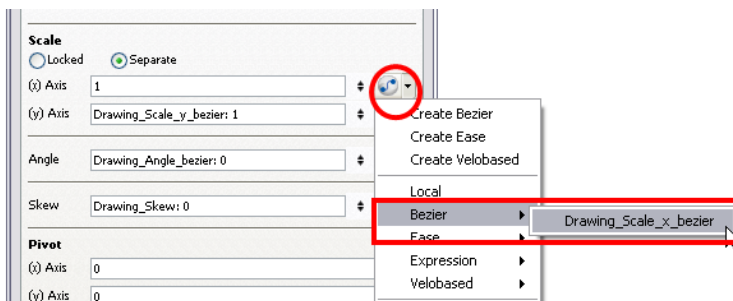 Scale
Locked Separate
(x) Axis 1
(y) Axis Drawing_Scale_y_bezier: 1
Create Bezier
Create Ease
Angle Drawing_Angle_bezier: 0
Create Velobased
Local
Skew Drawing_Skew: 0
Bezier Drawing_Scale_x_bezier
Ease
Pivot
(x) Axis 0
Expression
Velobased
(y) Axis 0